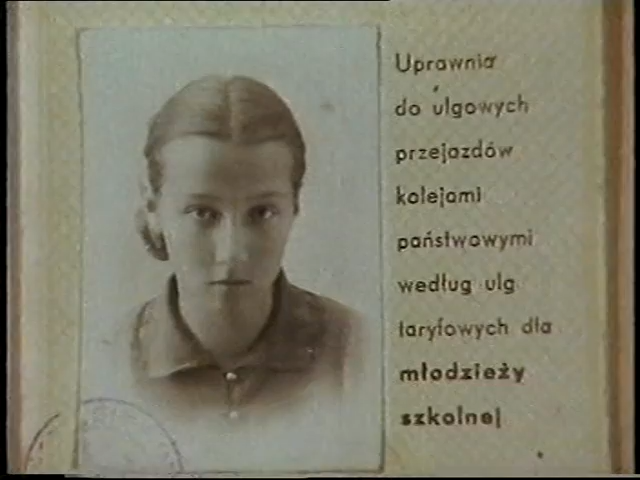 Uprawnia
do ulgowych
przejazdów
kolejami
państwowymi
według ulg
taryfowych dla
młodzieży
szkolnej